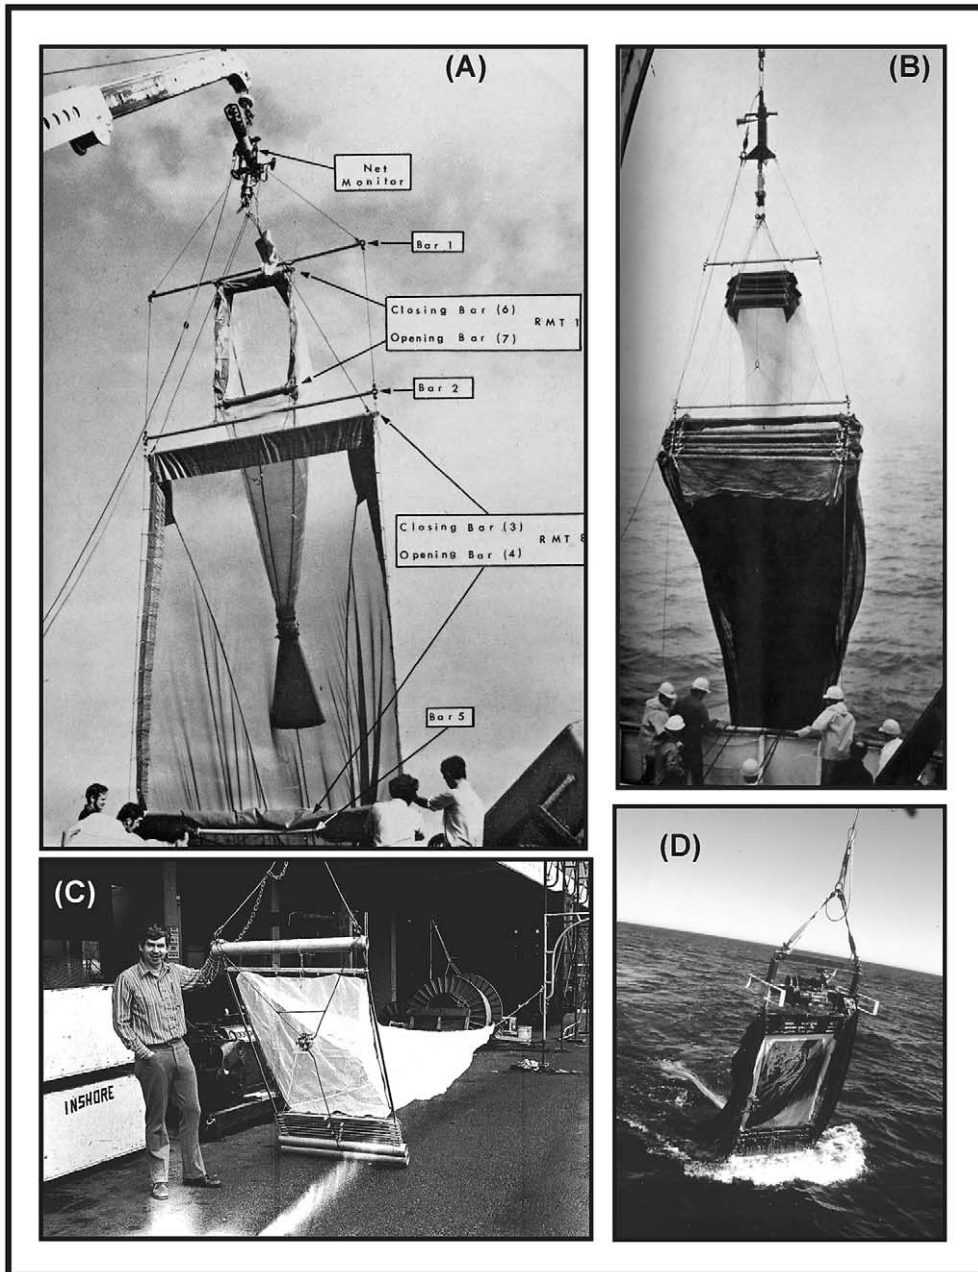 (A)
Net
Monitor
Bar 1
Closing Bar (6)
RMT 1
Opening Bar (7)
Bar 2
Closing Bar (3)
RMT 8
Opening Bar (4)
Bar 5
(B)
(C)
INSHORE
(D)